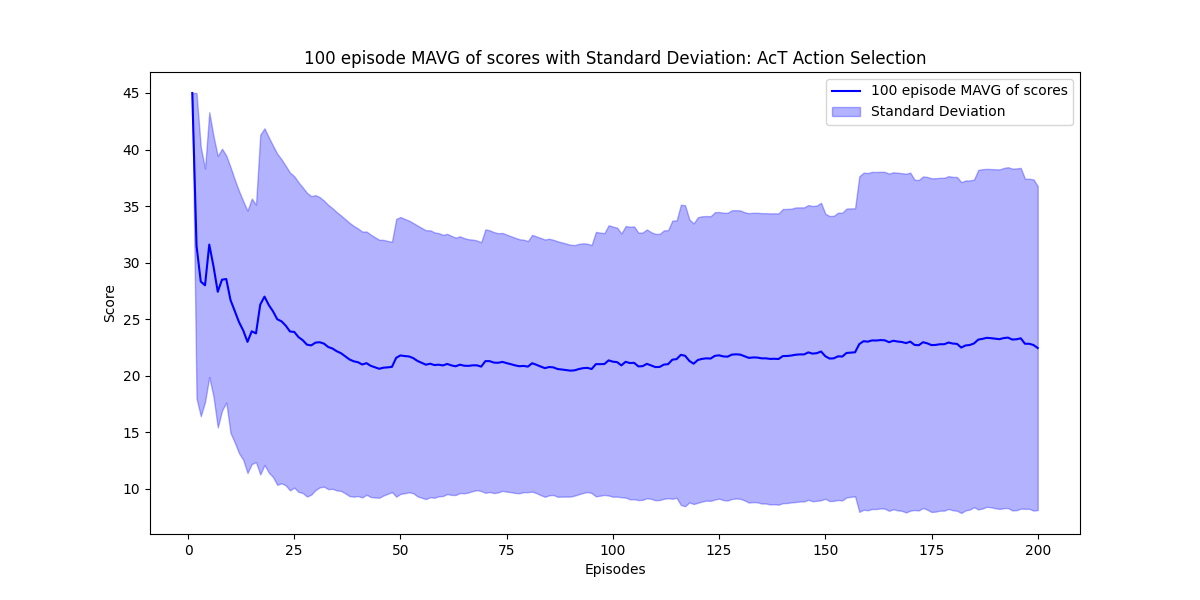 100 episode MAVG of scores with Standard Deviation: AcT Action Selection
100 episode MAVG of scores
Standard Deviation
45
40
35
30
25
20
15
10
Score
0 25 50 75 100 125 150 175 200
Episodes